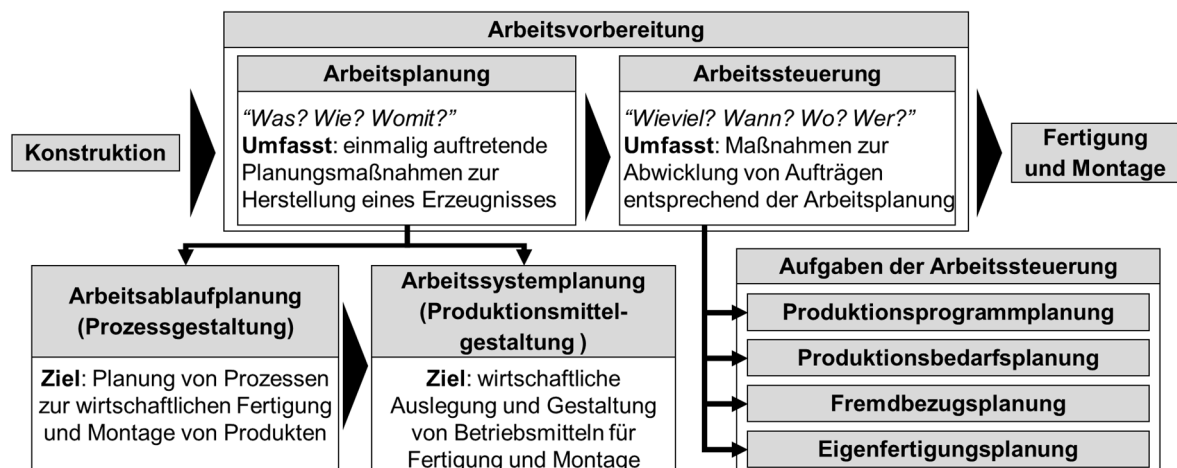 Arbeitsvorbereitung
Konstruktion
Arbeitsplanung
“Was? Wie? Womit?”
Umfasst: einmalig auftretende
Planungsmaßnahmen zur
Herstellung eines Erzeugnisses
Arbeitssteuerung
“Wieviel? Wann? Wo? Wer?”
Umfasst: Maßnahmen zur
Abwicklung von Aufträgen
entsprechend der Arbeitsplanung
Fertigung
und Montage
Arbeitsablaufplanung
(Prozessgestaltung)
Ziel: Planung von Prozessen
zur wirtschaftlichen Fertigung
und Montage von Produkten
Arbeitssystemplanung
(Produktionsmittel-
gestaltung )
Ziel: wirtschaftliche
Auslegung und Gestaltung
von Betriebsmitteln für
Fertigung und Montage
Aufgaben der Arbeitssteuerung
Produktionsprogrammplanung
Produktionsbedarfsplanung
Fremdbezugsplanung
Eigenfertigungsplanung